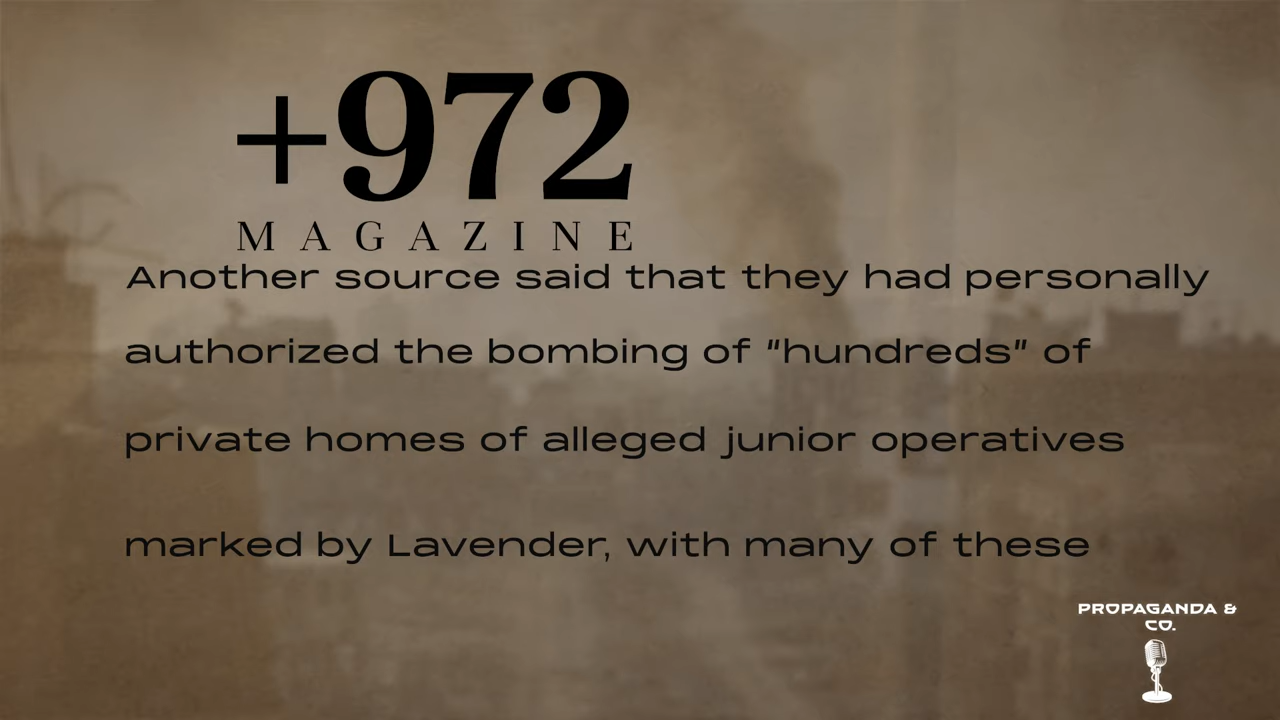 +972
MAGAZINE
Another source said that they had personally
authorized the bombing of "hundreds" of
private homes of alleged junior operatives
marked by Lavender, with many of these
PROPAGANDA &
CO.